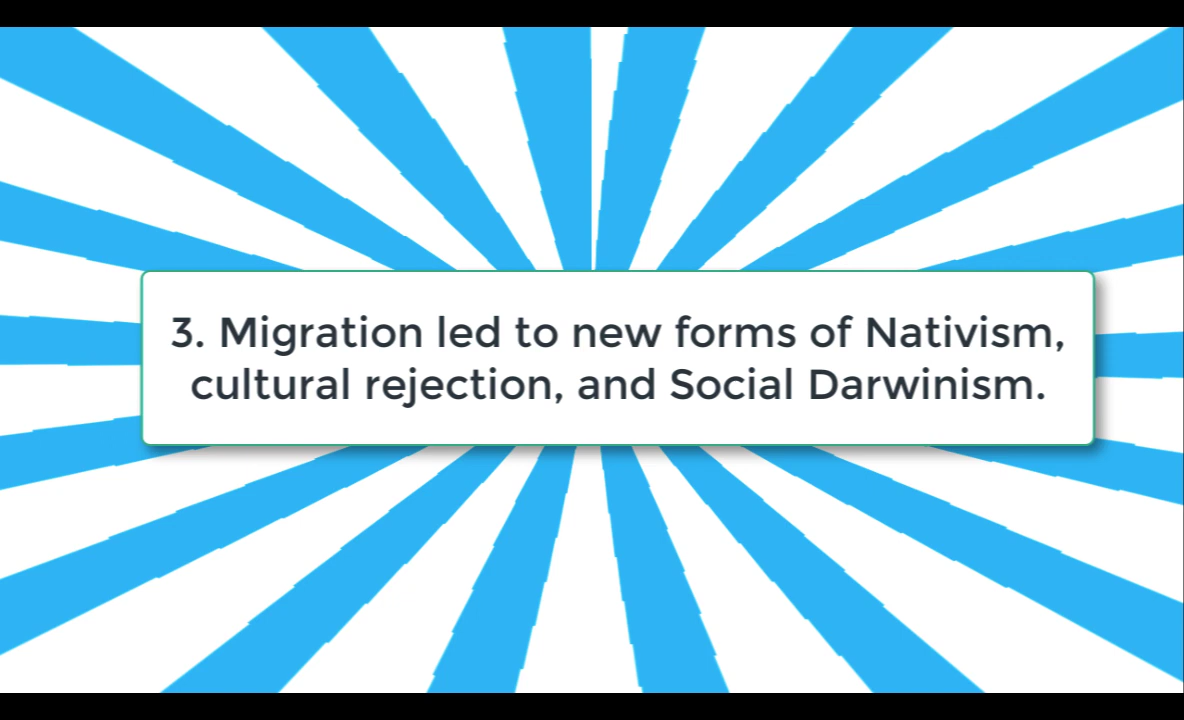 3. Migration led to new forms of Nativism,
cultural rejection, and Social Darwinism.